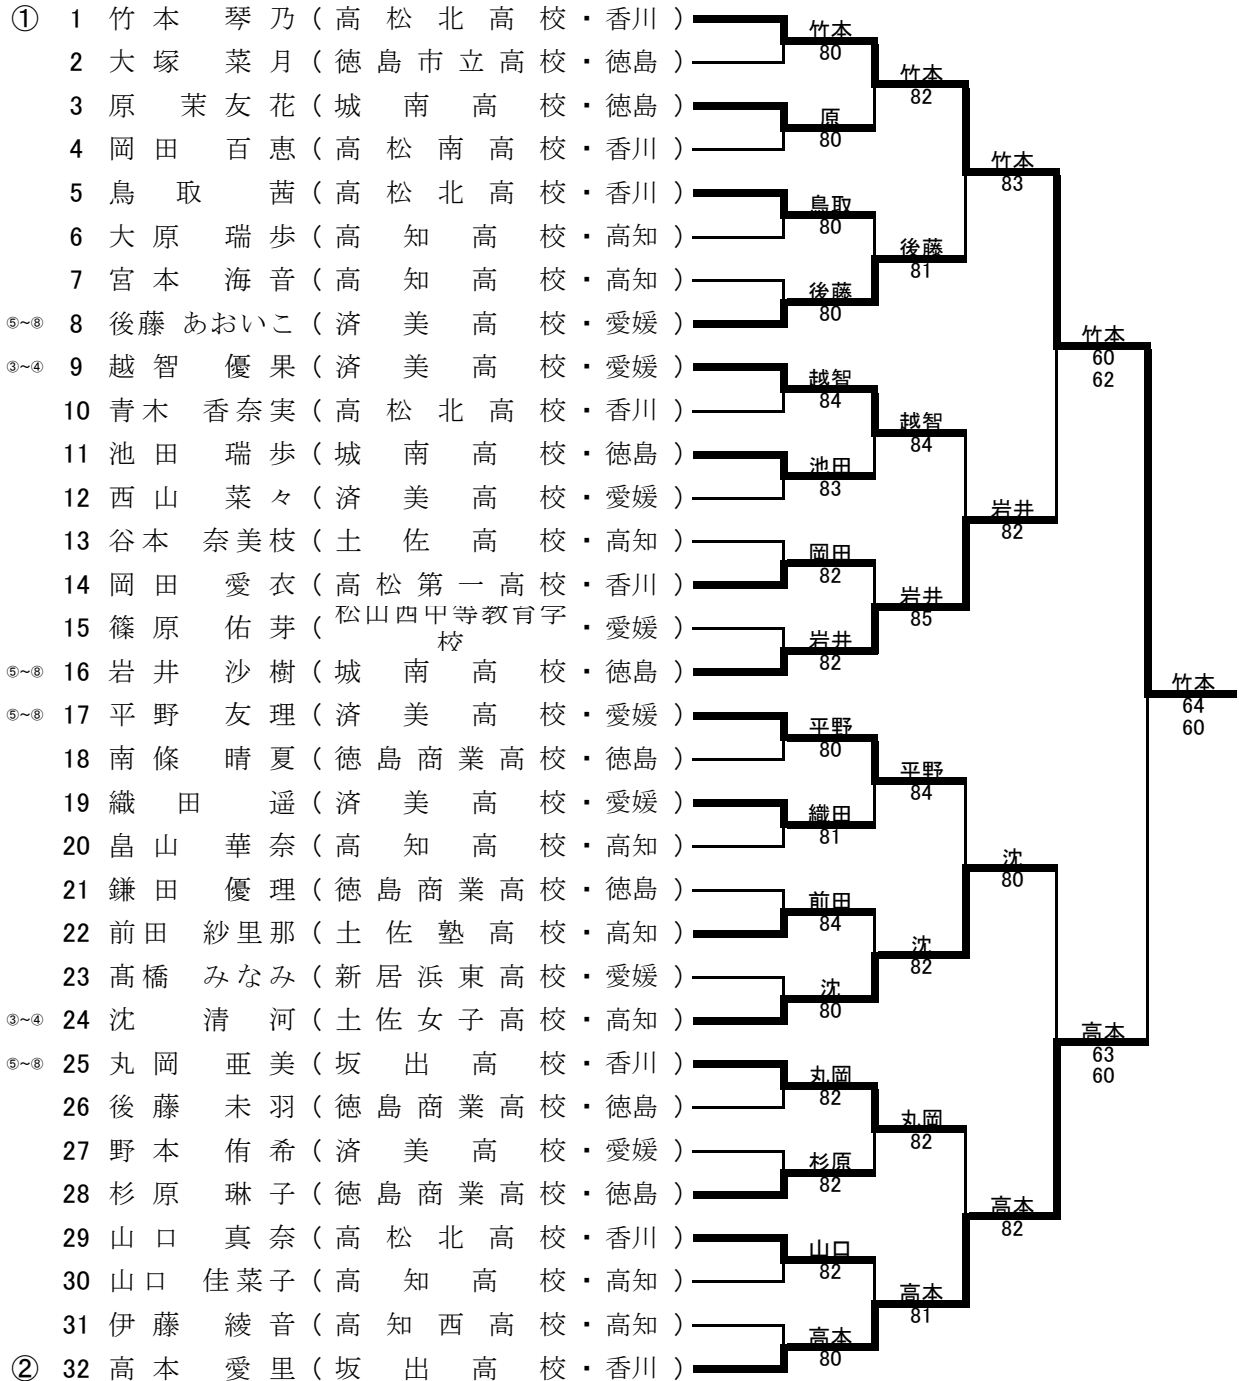 ① 1 竹本 琴乃 (高松北高校・香川)
竹本
80
2 大塚 菜月 (徳島市立高校・徳島)
竹本
82
3 原 茉友花 (城南高校・徳島)
原
80
4 岡田 百恵 (高松南高校・香川)
竹本
83
5 鳥取 茜 (高松北高校・香川)
鳥取
80
6 大原 瑞歩 (高知高校・高知)
後藤
81
7 宮本 海音 (高知高校・高知)
後藤
80
⑤~⑧ 8 後藤 あおいこ (済美高校・愛媛)
竹本
60
62
③~④ 9 越智 優果 (済美高校・愛媛)
越智
84
10 青木 香奈実 (高松北高校・香川)
越智
84
11 池田 瑞歩 (城南高校・徳島)
池田
83
12 西山 菜々 (済美高校・愛媛)
岩井
82
13 谷本 奈美枝 (土佐高校・高知)
岡田
82
14 岡田 愛衣 (高松第一高校・香川)
岩井
85
15 篠原 佑芽 (松山西中等教育学校・愛媛)
岩井
82
⑤~⑧ 16 岩井 沙樹 (城南高校・徳島)
竹本
64
60
⑤~⑧ 17 平野 友理 (済美高校・愛媛)
平野
80
18 南條 晴夏 (徳島商業高校・徳島)
平野
84
19 織田 遥 (済美高校・愛媛)
織田
81
20 畠山 華奈 (高知高校・高知)
沈
80
21 鎌田 優理 (徳島商業高校・徳島)
前田
84
22 前田 紗里那 (土佐塾高校・高知)
沈
82
23 髙橋 みなみ (新居浜東高校・愛媛)
沈
80
③~④ 24 沈 清河 (土佐女子高校・高知)
高本
63
60
⑤~⑧ 25 丸岡 亜美 (坂出高校・香川)
丸岡
82
26 後藤 未羽 (徳島商業高校・徳島)
丸岡
82
27 野本 侑希 (済美高校・愛媛)
杉原
82
28 杉原 琳子 (徳島商業高校・徳島)
高本
82
29 山口 真奈 (高松北高校・香川)
山口
82
30 山口 佳菜子 (高知高校・高知)
高本
81
31 伊藤 綾音 (高知西高校・高知)
高本
80
② 32 高本 愛里 (坂出高校・香川)